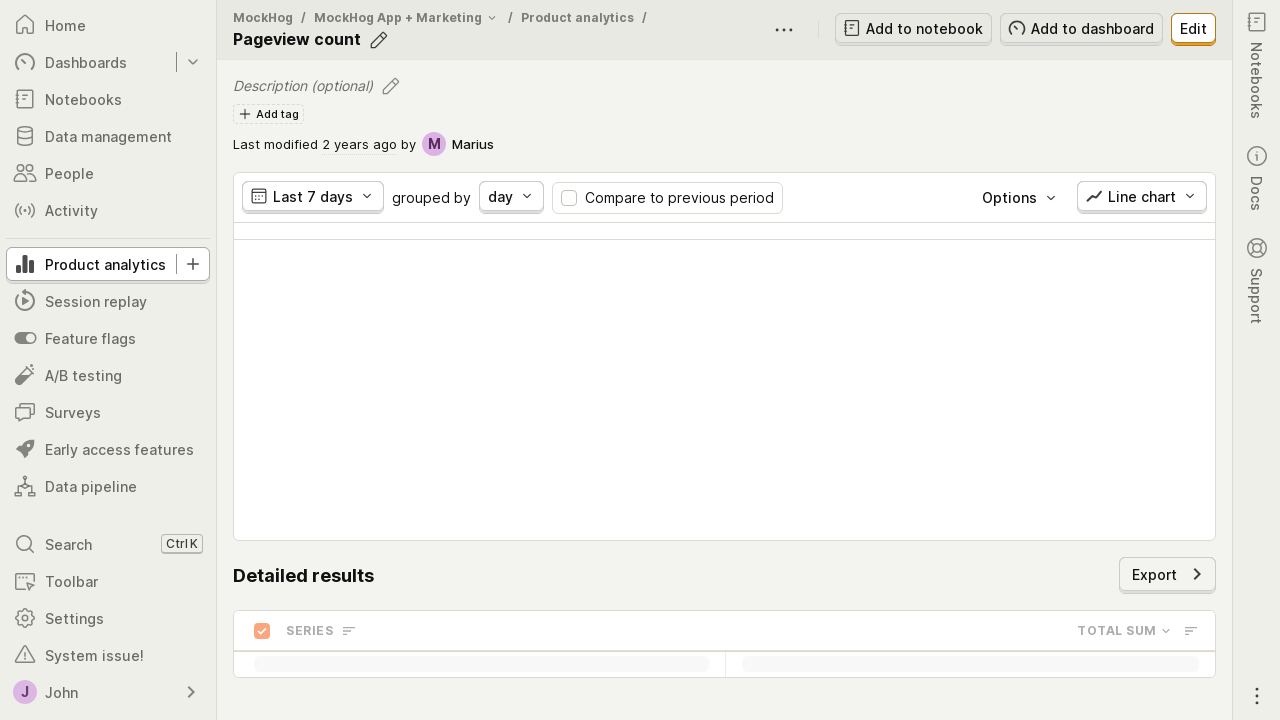 Home
Dashboards
Notebooks
Data management
People
Activity
Product analytics
Session replay
Feature flags
A/B testing
Surveys
Early access features
Data pipeline
Search Ctrl K
Toolbar
Settings
System issue!
J John
MockHog / MockHog App + Marketing / Product analytics /
Pageview count
Add to notebook Add to dashboard Edit
Description (optional)
Add tag
Last modified 2 years ago by M Marius
Last 7 days grouped by day Compare to previous period Options Line chart
Detailed results Export
SERIES TOTAL SUM
Notebooks
Docs
Support